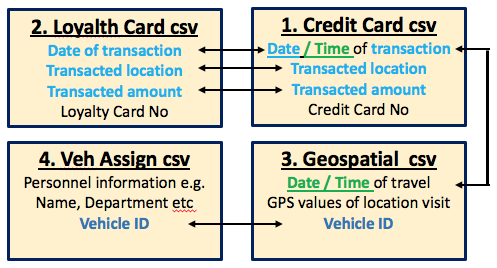 2. Loyalth Card csv
Date of transaction
Transacted location
Transacted amount
Loyalty Card No
1. Credit Card csv
Date / Time of transaction
Transacted location
Transacted amount
Credit Card No
4. Veh Assign csv
Personnel information e.g.
Name, Department etc
Vehicle ID
3. Geospatial csv
Date / Time of travel
GPS values of location visit
Vehicle ID